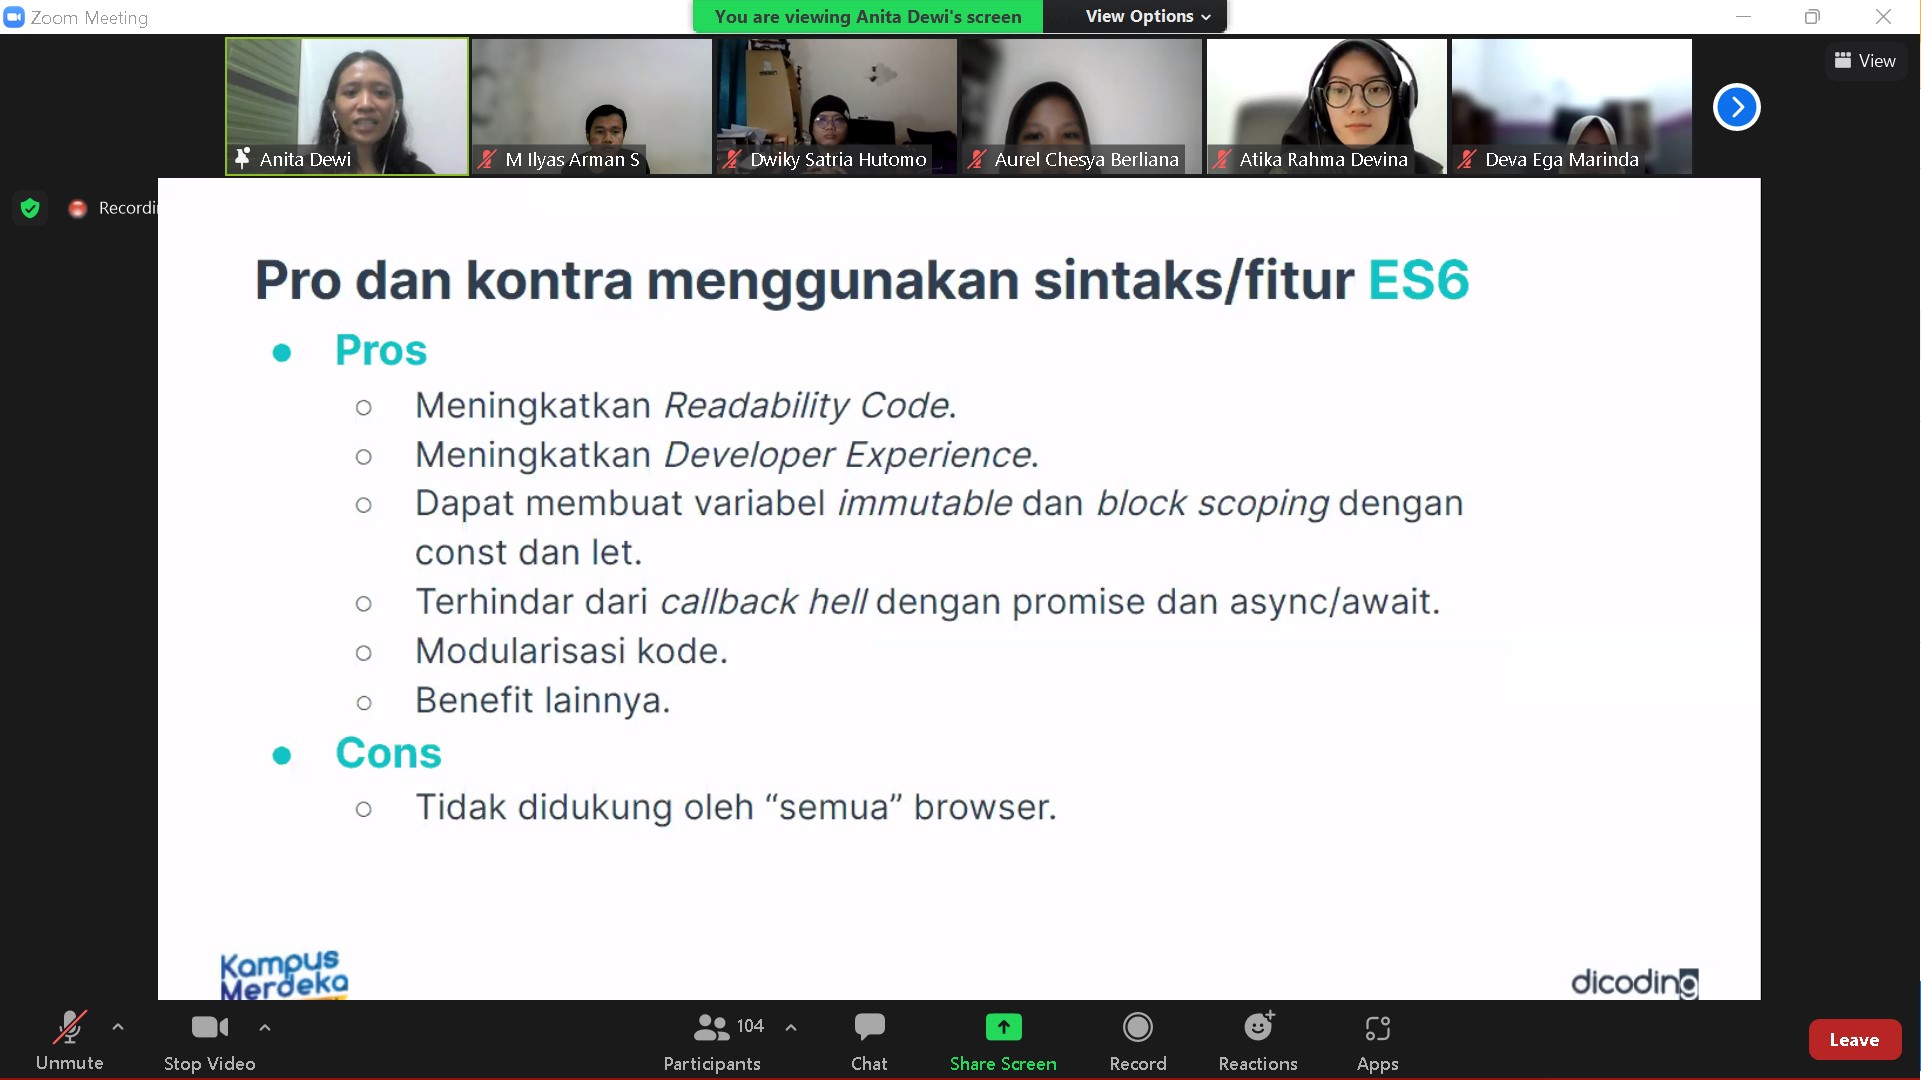 Zoom Meeting
You are viewing Anita Dewi's screen
View Options
View
Anita Dewi
M Ilyas Arman S
Dwiky Satria Hutomo
Aurel Chesya Berliana
Atika Rahma Devina
Deva Ega Marinda
Recordi
Pro dan kontra menggunakan sintaks/fitur ES6
● Pros
○ Meningkatkan Readability Code.
○ Meningkatkan Developer Experience.
○ Dapat membuat variabel immutable dan block scoping dengan
const dan let.
○ Terhindar dari callback hell dengan promise dan async/await.
○ Modularisasi kode.
○ Benefit lainnya.
● Cons
○ Tidak didukung oleh “semua” browser.
Kampus
Merdeka
dicoding
Unmute
Stop Video
104
Participants
Chat
Share Screen
Record
Reactions
Apps
Leave